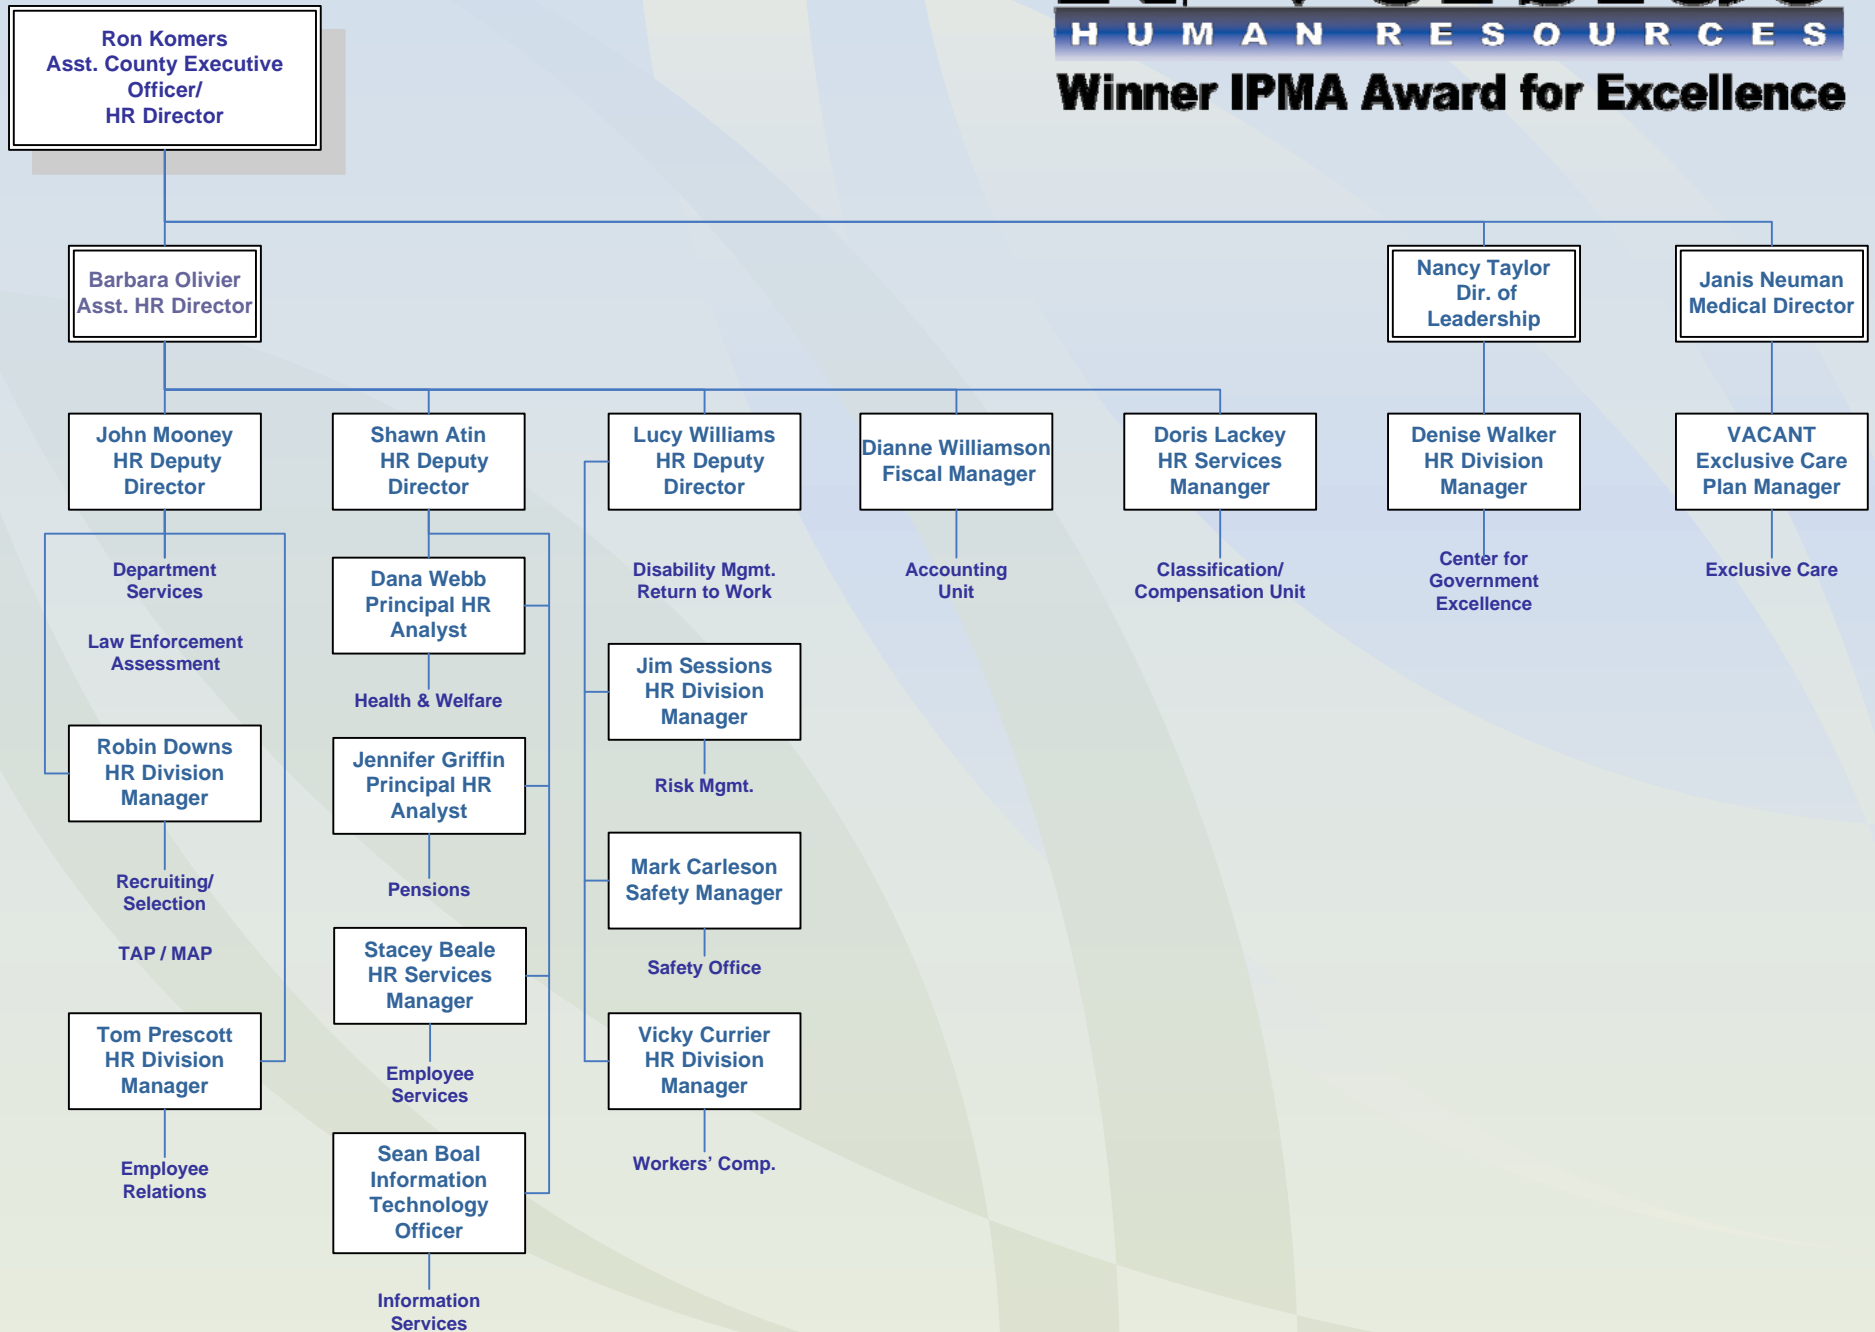 HUMAN RESOURCES
Winner IPMA Award for Excellence
Ron Komers
Asst. County Executive
Officer/
HR Director
Barbara Olivier
Asst. HR Director
Nancy Taylor
Dir. of
Leadership
Janis Neuman
Medical Director
John Mooney
HR Deputy
Director
Shawn Atin
HR Deputy
Director
Lucy Williams
HR Deputy
Director
Dianne Williamson
Fiscal Manager
Doris Lackey
HR Services
Mananger
Denise Walker
HR Division
Manager
VACANT
Exclusive Care
Plan Manager
Department
Services
Law Enforcement
Assessment
Robin Downs
HR Division
Manager
Recruiting/
Selection
TAP / MAP
Tom Prescott
HR Division
Manager
Employee
Relations
Dana Webb
Principal HR
Analyst
Health & Welfare
Jennifer Griffin
Principal HR
Analyst
Pensions
Stacey Beale
HR Services
Manager
Employee
Services
Sean Boal
Information
Technology
Officer
Information
Services
Disability Mgmt.
Return to Work
Jim Sessions
HR Division
Manager
Risk Mgmt.
Mark Carleson
Safety Manager
Safety Office
Vicky Currier
HR Division
Manager
Workers’ Comp.
Accounting
Unit
Classification/
Compensation Unit
Center for
Government
Excellence
Exclusive Care